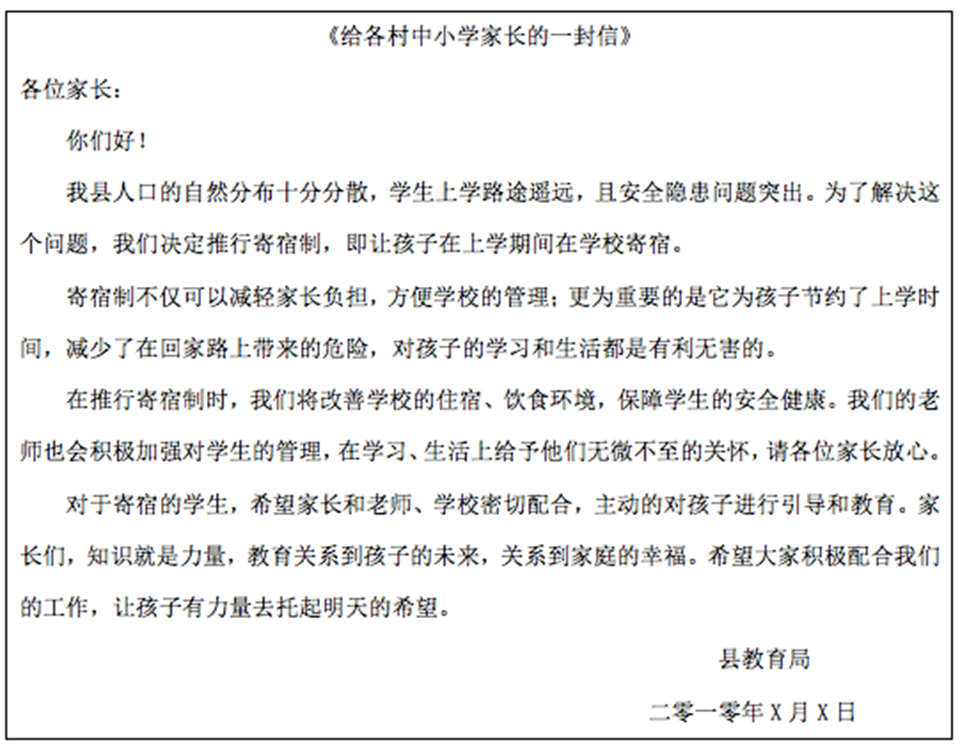 《给各村中小学家长的一封信》
各位家长：
你们好！
我县人口的自然分布十分分散，学生上学路途遥远，且安全隐患问题突出。为了解决这
个问题，我们决定推行寄宿制，即让孩子在上学期间在学校寄宿。
寄宿制不仅可以减轻家长负担，方便学校的管理；更为重要的是它为孩子节约了上学时
间，减少了在回家路上带来的危险，对孩子的学习和生活都是有利无害的。
在推行寄宿制时，我们将改善学校的住宿、饮食环境，保障学生的安全健康。我们的老
师也会积极加强对学生的管理，在学习、生活上给予他们无微不至的关怀，请各位家长放心。
对于寄宿的学生，希望家长和老师、学校密切配合，主动的对孩子进行引导和教育。家
长们，知识就是力量，教育关系到孩子的未来，关系到家庭的幸福。希望大家积极配合我们
的工作，让孩子有力量去托起明天的希望。
县教育局
二零一零年 X 月 X 日